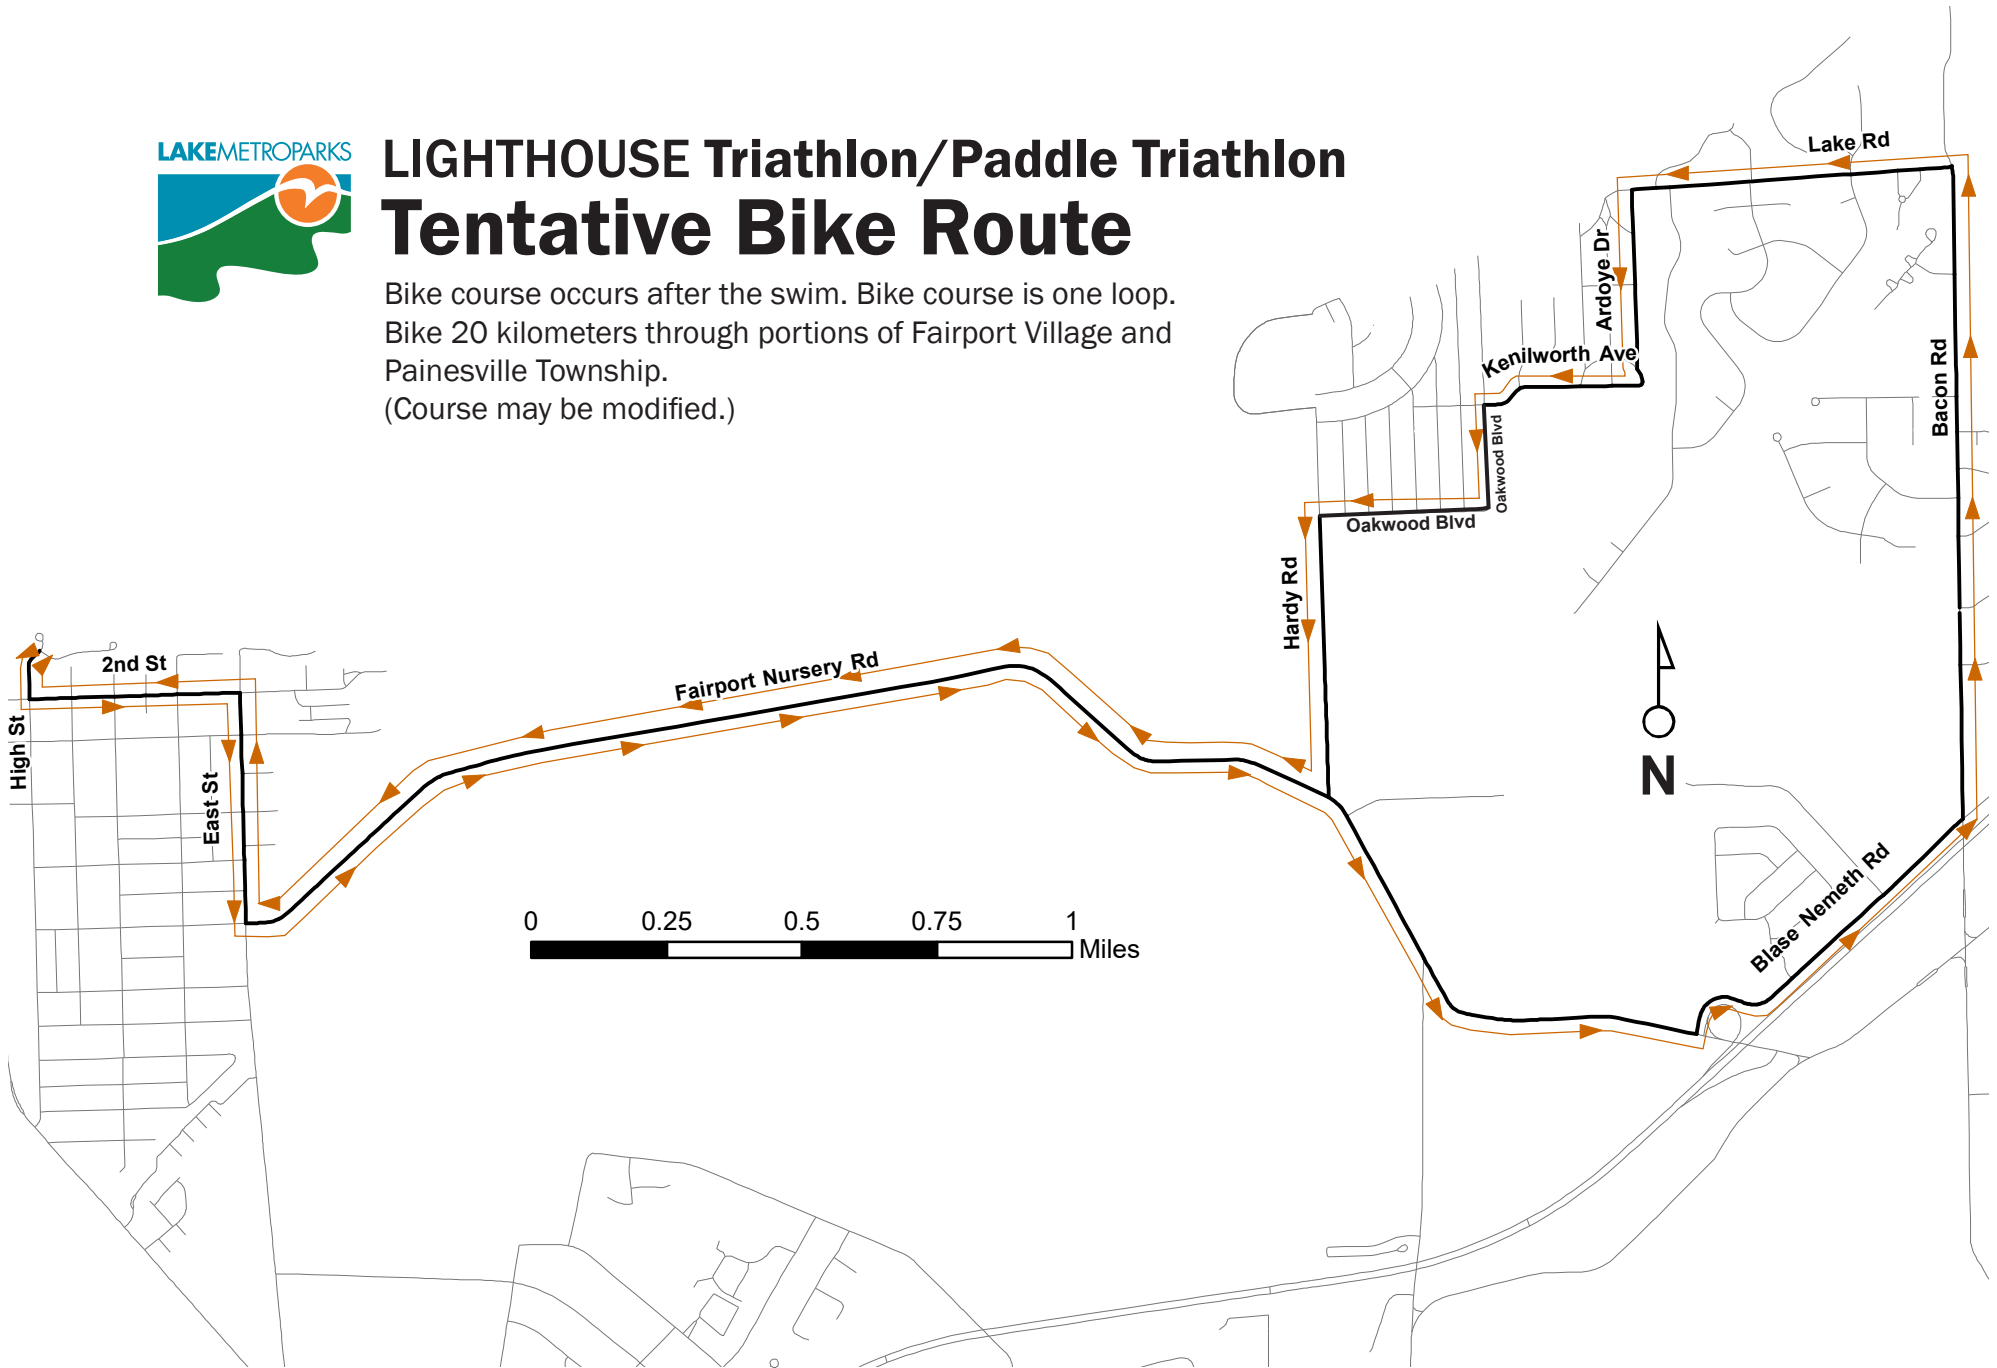 LAKEMETROPARKS
LIGHTHOUSE Triathlon/Paddle Triathlon
Tentative Bike Route
Bike course occurs after the swim. Bike course is one loop.
Bike 20 kilometers through portions of Fairport Village and
Painesville Township.
(Course may be modified.)
Lake Rd
Ardoye Dr
Kenilworth Ave
Bacon Rd
Oakwood Blvd
Oakwood Blvd
Hardy Rd
2nd St
Fairport Nursery Rd
High St
East St
N
Blase Nemeth Rd
0 0.25 0.5 0.75 1
Miles